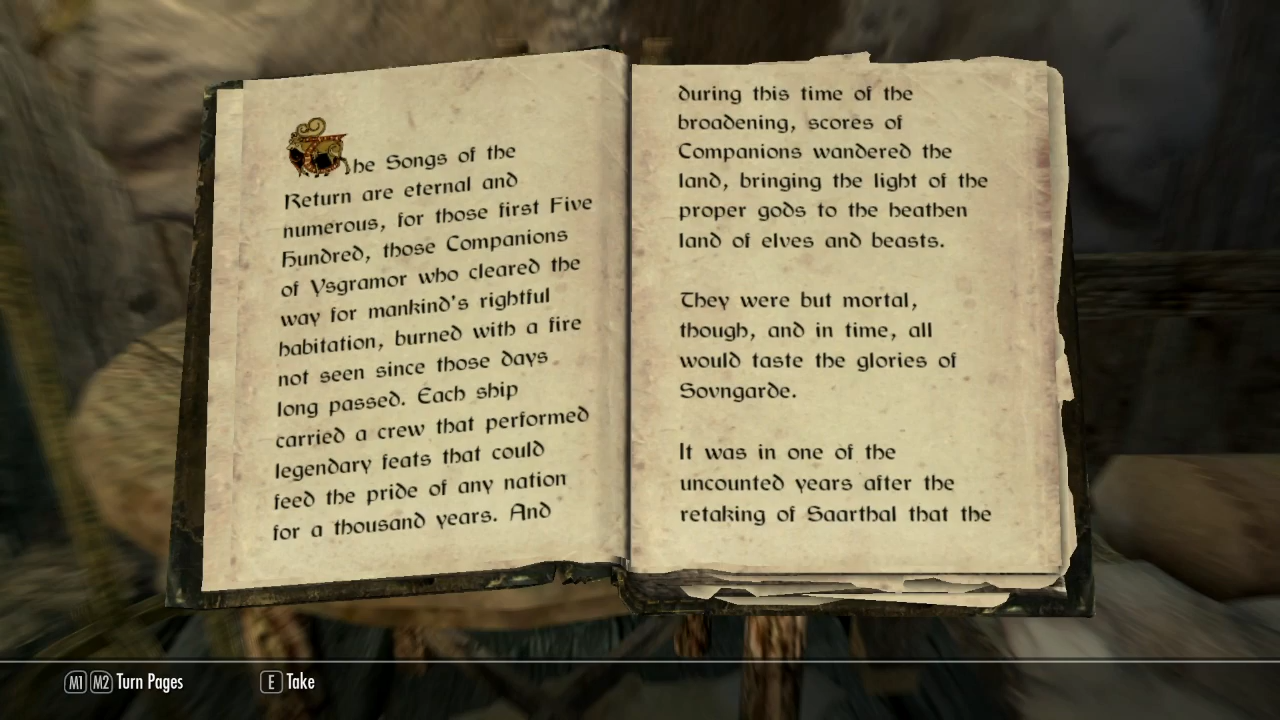 The Songs of the
Return are eternal and
numerous, for those first Five
Hundred, those Companions
of Ysgramor who cleared the
way for mankind's rightful
habitation, burned with a fire
not seen since those days
long passed. Each ship
carried a crew that performed
legendary feats that could
feed the pride of any nation
for a thousand years. And
during this time of the
broadening, scores of
Companions wandered the
land, bringing the light of the
proper gods to the heathen
land of elves and beasts.
They were but mortal,
though, and in time, all
would taste the glories of
Sovngarde.
It was in one of the
uncounted years after the
retaking of Saarthal that the
M1 M2 Turn Pages
E Take